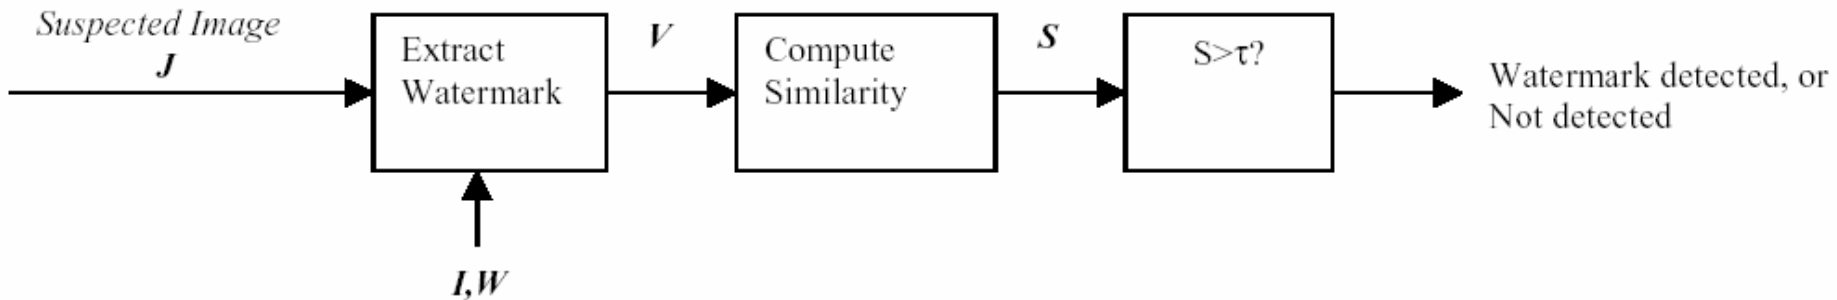 Suspected Image
J
Extract
Watermark
V
Compute
Similarity
S
S>τ?
Watermark detected, or
Not detected
I,W